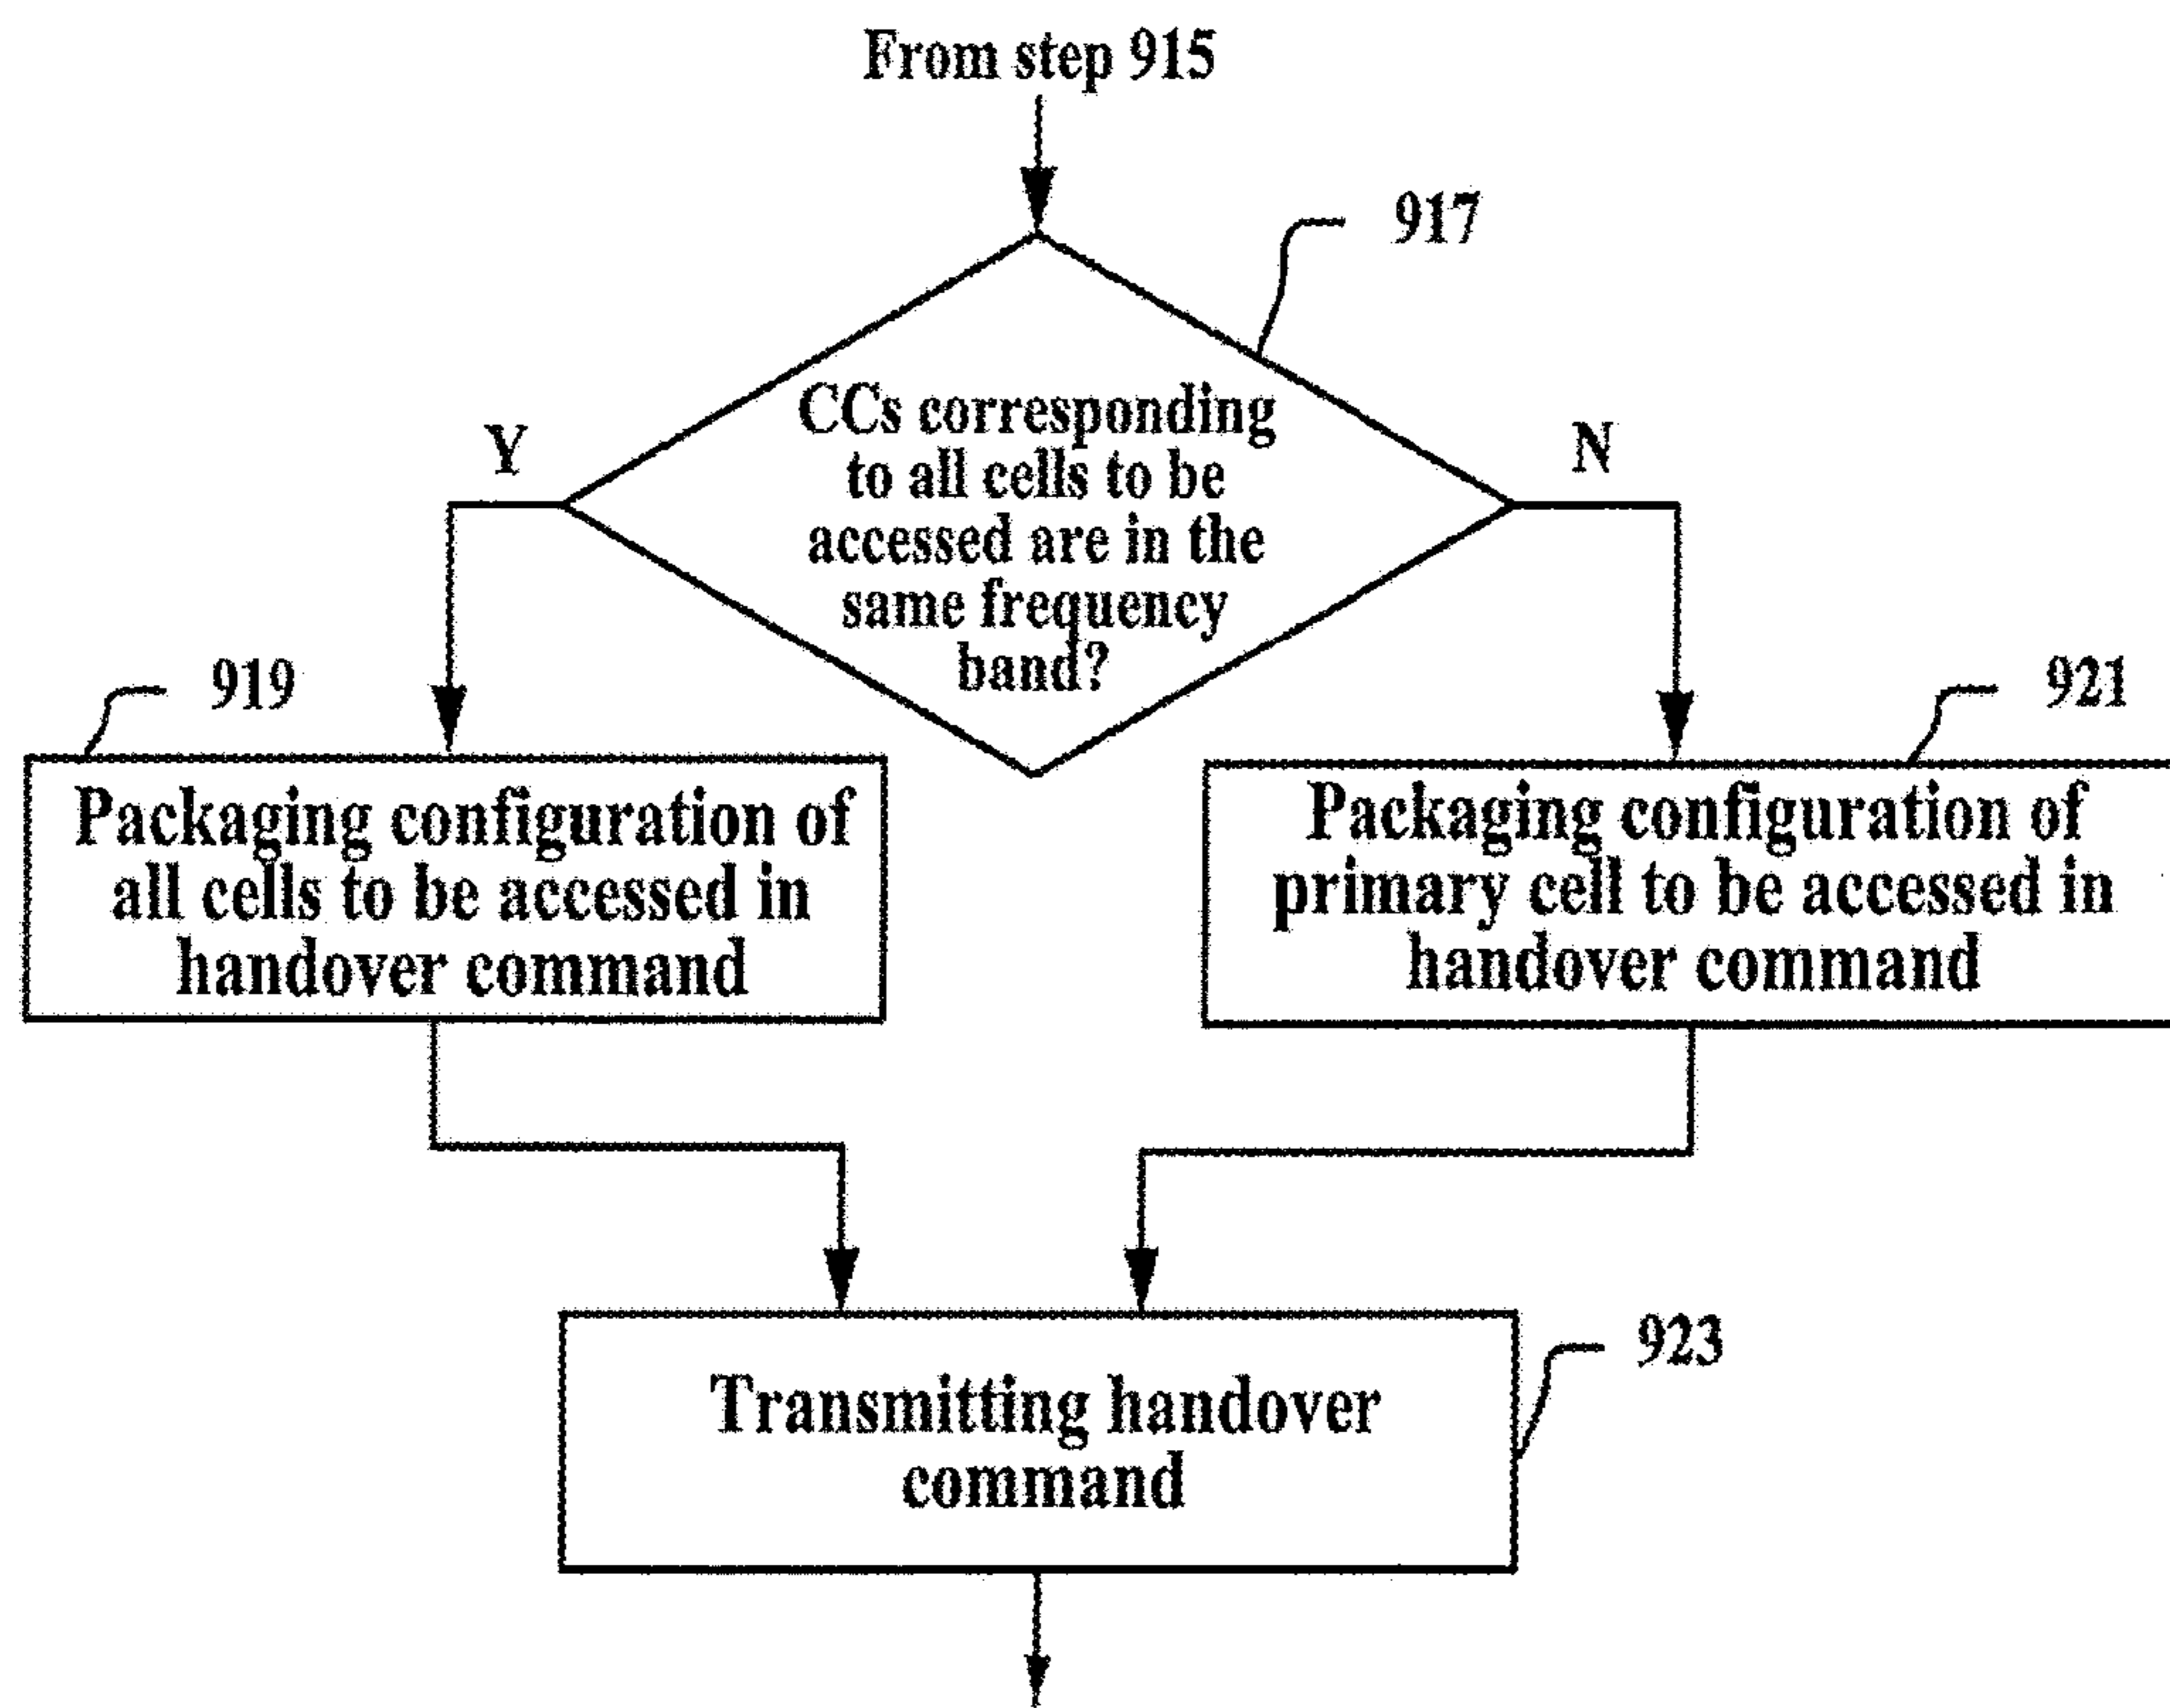 From step 915
917
CCs corresponding
to all cells to be
accessed are in the
same frequency
band?
Y
N
919
Packaging configuration of
all cells to be accessed in
handover command
921
Packaging configuration of
primary cell to be accessed in
handover command
923
Transmitting handover
command